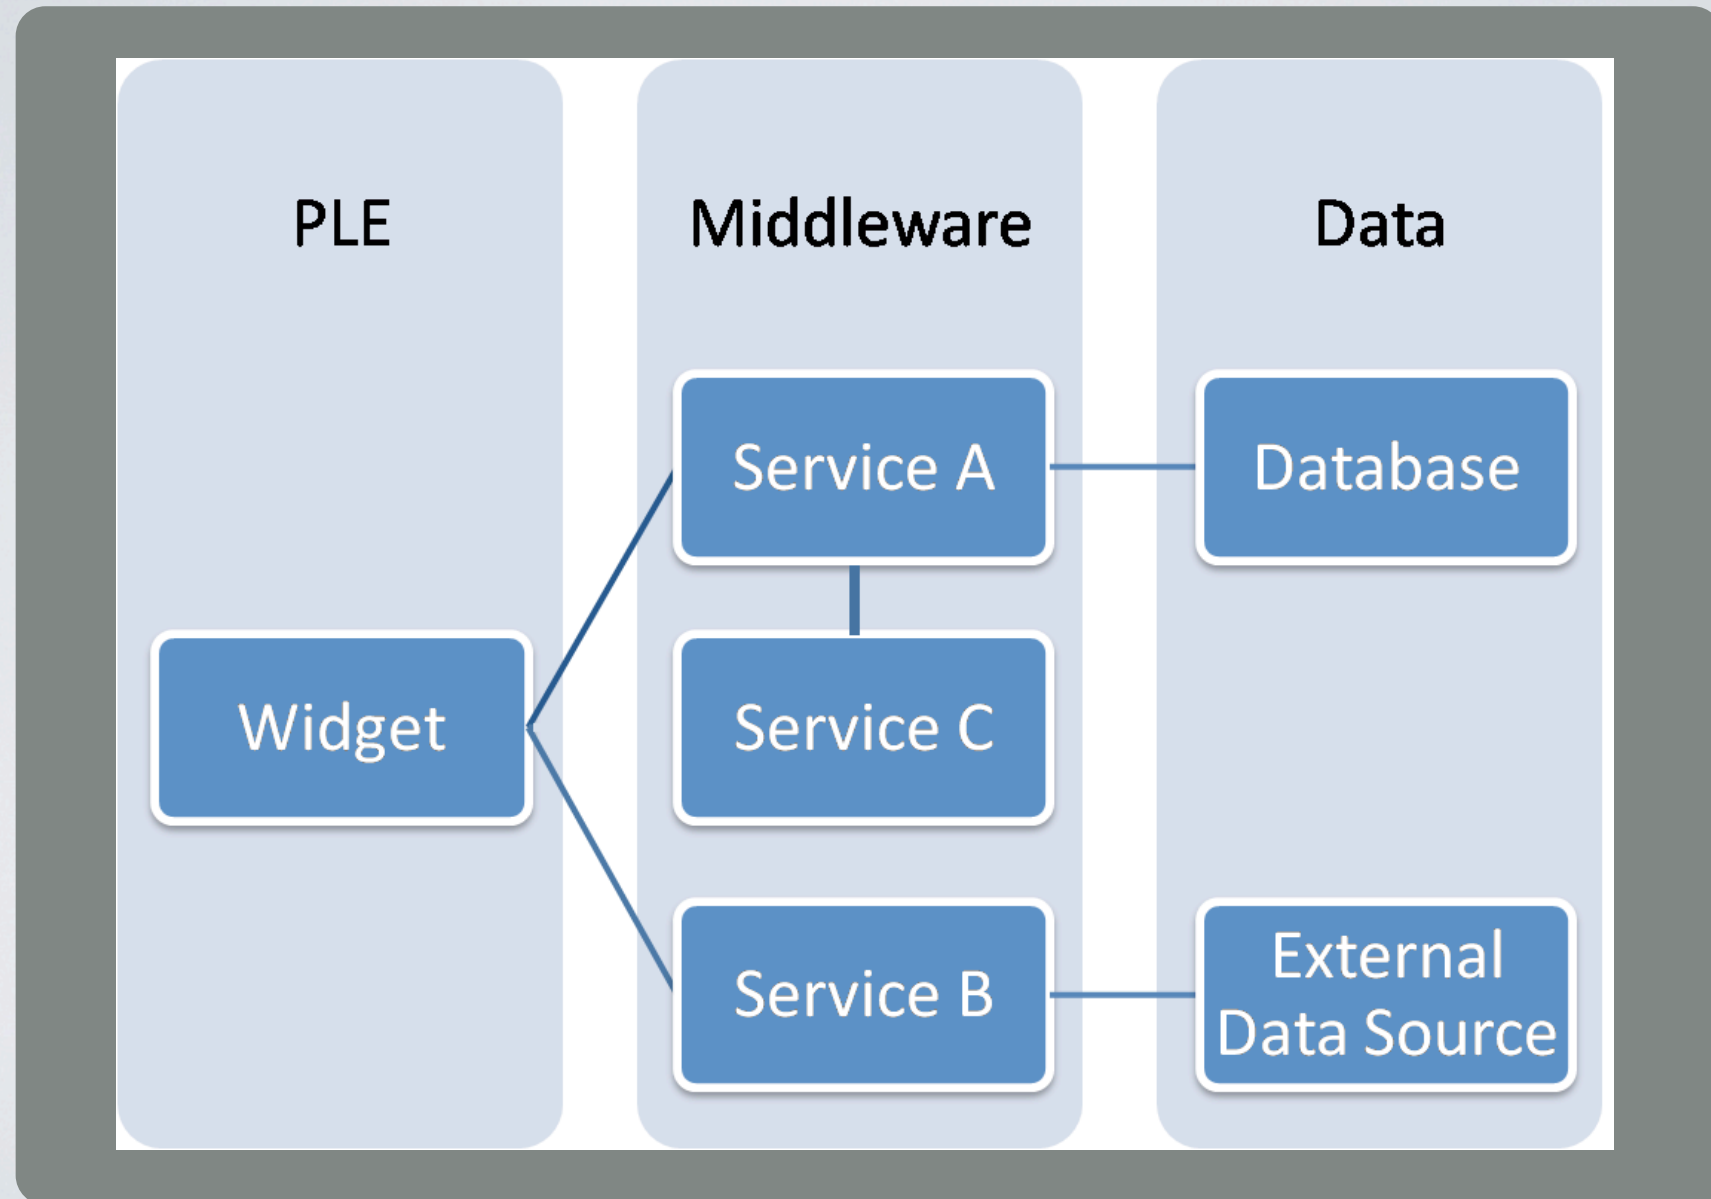 PLE
Middleware
Data
Service A
Database
Widget
Service C
Service B
External
Data Source